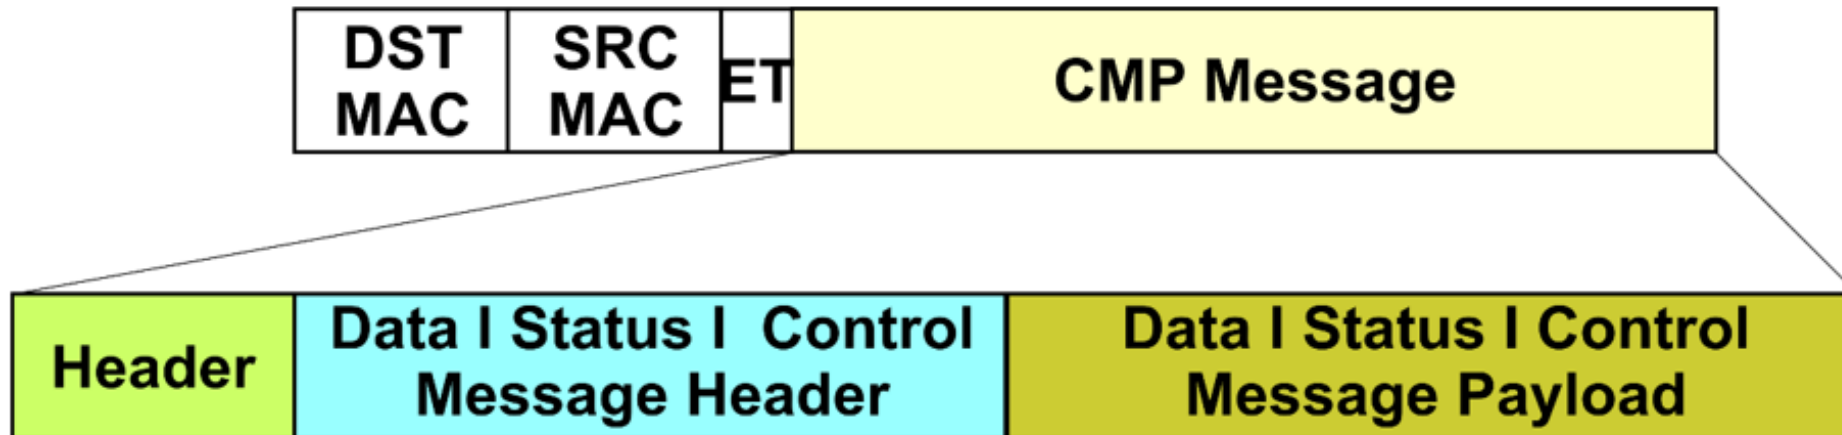 DST
MAC
SRC
MAC
ET
CMP Message
Header
Data I Status I  Control
Message Header
Data I Status I Control
Message Payload